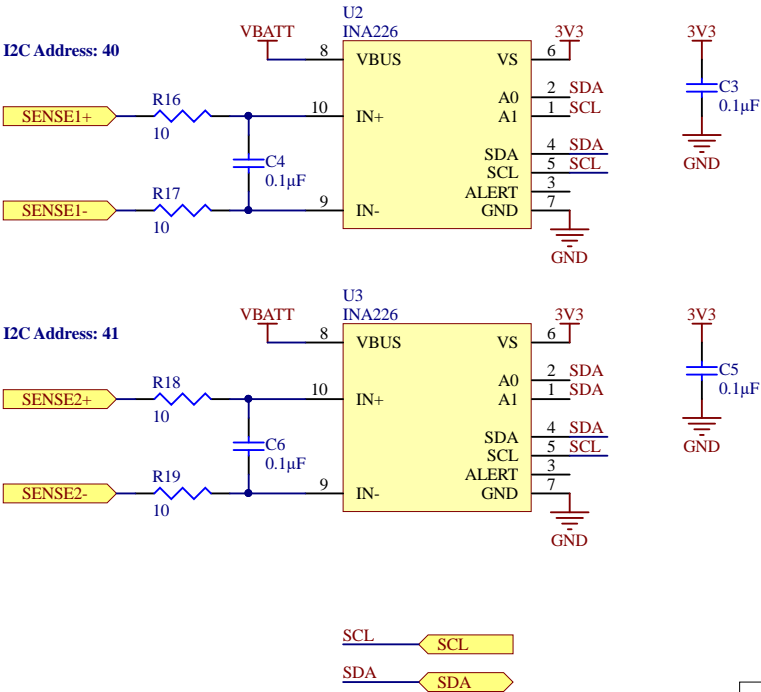 U2
INA226
I2C Address: 40
VBATT
8
VBUS
VS
6
3V3
3V3
A0
2
SDA
A1
1
SCL
C3
0.1µF
SENSE1+
R16
10
10
IN+
C4
0.1µF
SDA
4
SDA
SCL
5
SCL
ALERT
3
GND
7
GND
GND
SENSE1-
R17
10
9
IN-
U3
INA226
I2C Address: 41
VBATT
8
VBUS
VS
6
3V3
3V3
A0
2
SDA
A1
1
SDA
C5
0.1µF
SENSE2+
R18
10
10
IN+
C6
0.1µF
SDA
4
SDA
SCL
5
SCL
ALERT
3
GND
7
GND
GND
SENSE2-
R19
10
9
IN-
SCL
SCL
SDA
SDA